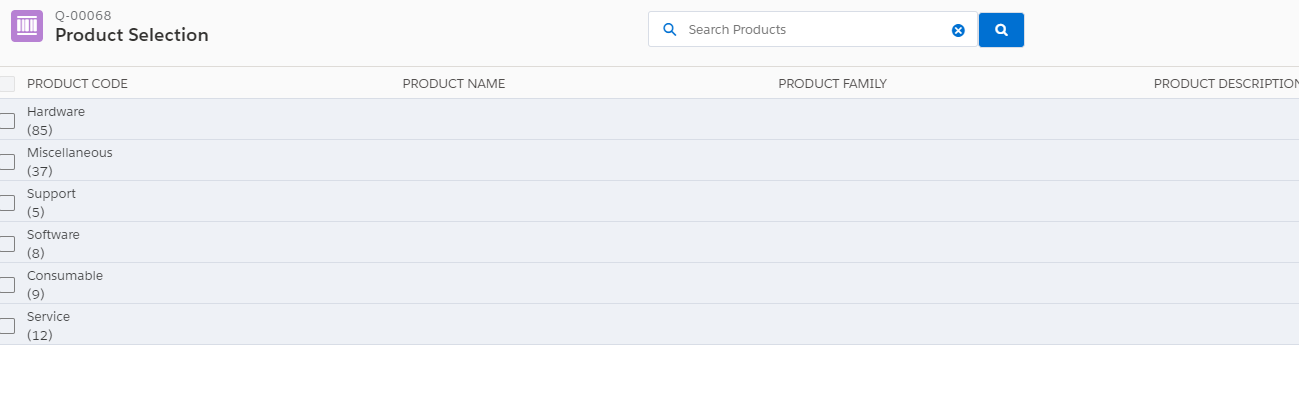 Q-00068
Product Selection
Search Products
PRODUCT CODE PRODUCT NAME PRODUCT FAMILY PRODUCT DESCRIPTION
Hardware
(85)
Miscellaneous
(37)
Support
(5)
Software
(8)
Consumable
(9)
Service
(12)